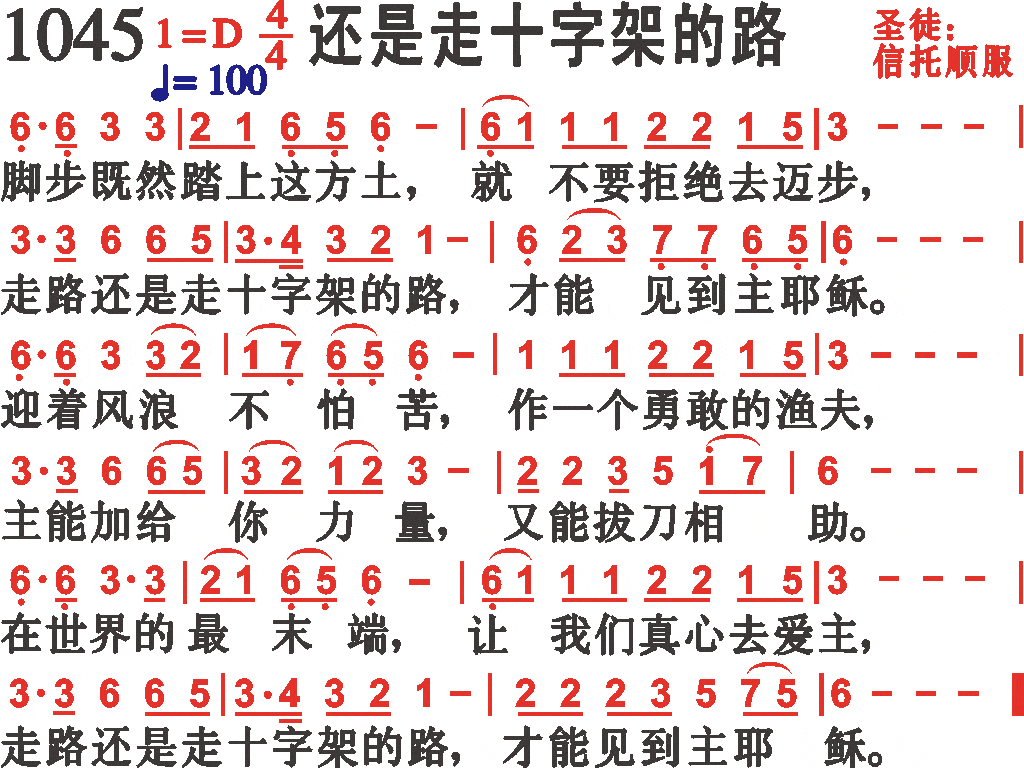 1045 1=D 4/4 还是走十字架的路 圣徒：
♩=100 信托顺服
6·6 3 3|2 1 6 5 6 －|6 1 1 1 2 2 1 5|3 － － －|
脚步既然踏上这方土，就 不要拒绝去迈步，
3·3 6 6 5|3·4 3 2 1－|6 2 3 7 7 6 5|6 － － －|
走路还是走十字架的路，才能 见到主耶稣。
6·6 3 3 2|1 7 6 5 6 －|1 1 1 2 2 1 5|3 － － －|
迎着风浪 不 怕 苦，作一个勇敢的渔夫，
3·3 6 6 5|3 2 1 2 3 －|2 2 3 5 1 7|6 － － －|
主能加给 你 力 量，又能拔刀相 助。
6·6 3·3|2 1 6 5 6 －|6 1 1 1 2 2 1 5|3 － － －|
在世界的最 末 端，让 我们真心去爱主，
3·3 6 6 5|3·4 3 2 1 －|2 2 2 3 5 7 5|6 － － －
走路还是走十字架的路，才能见到主耶 稣。